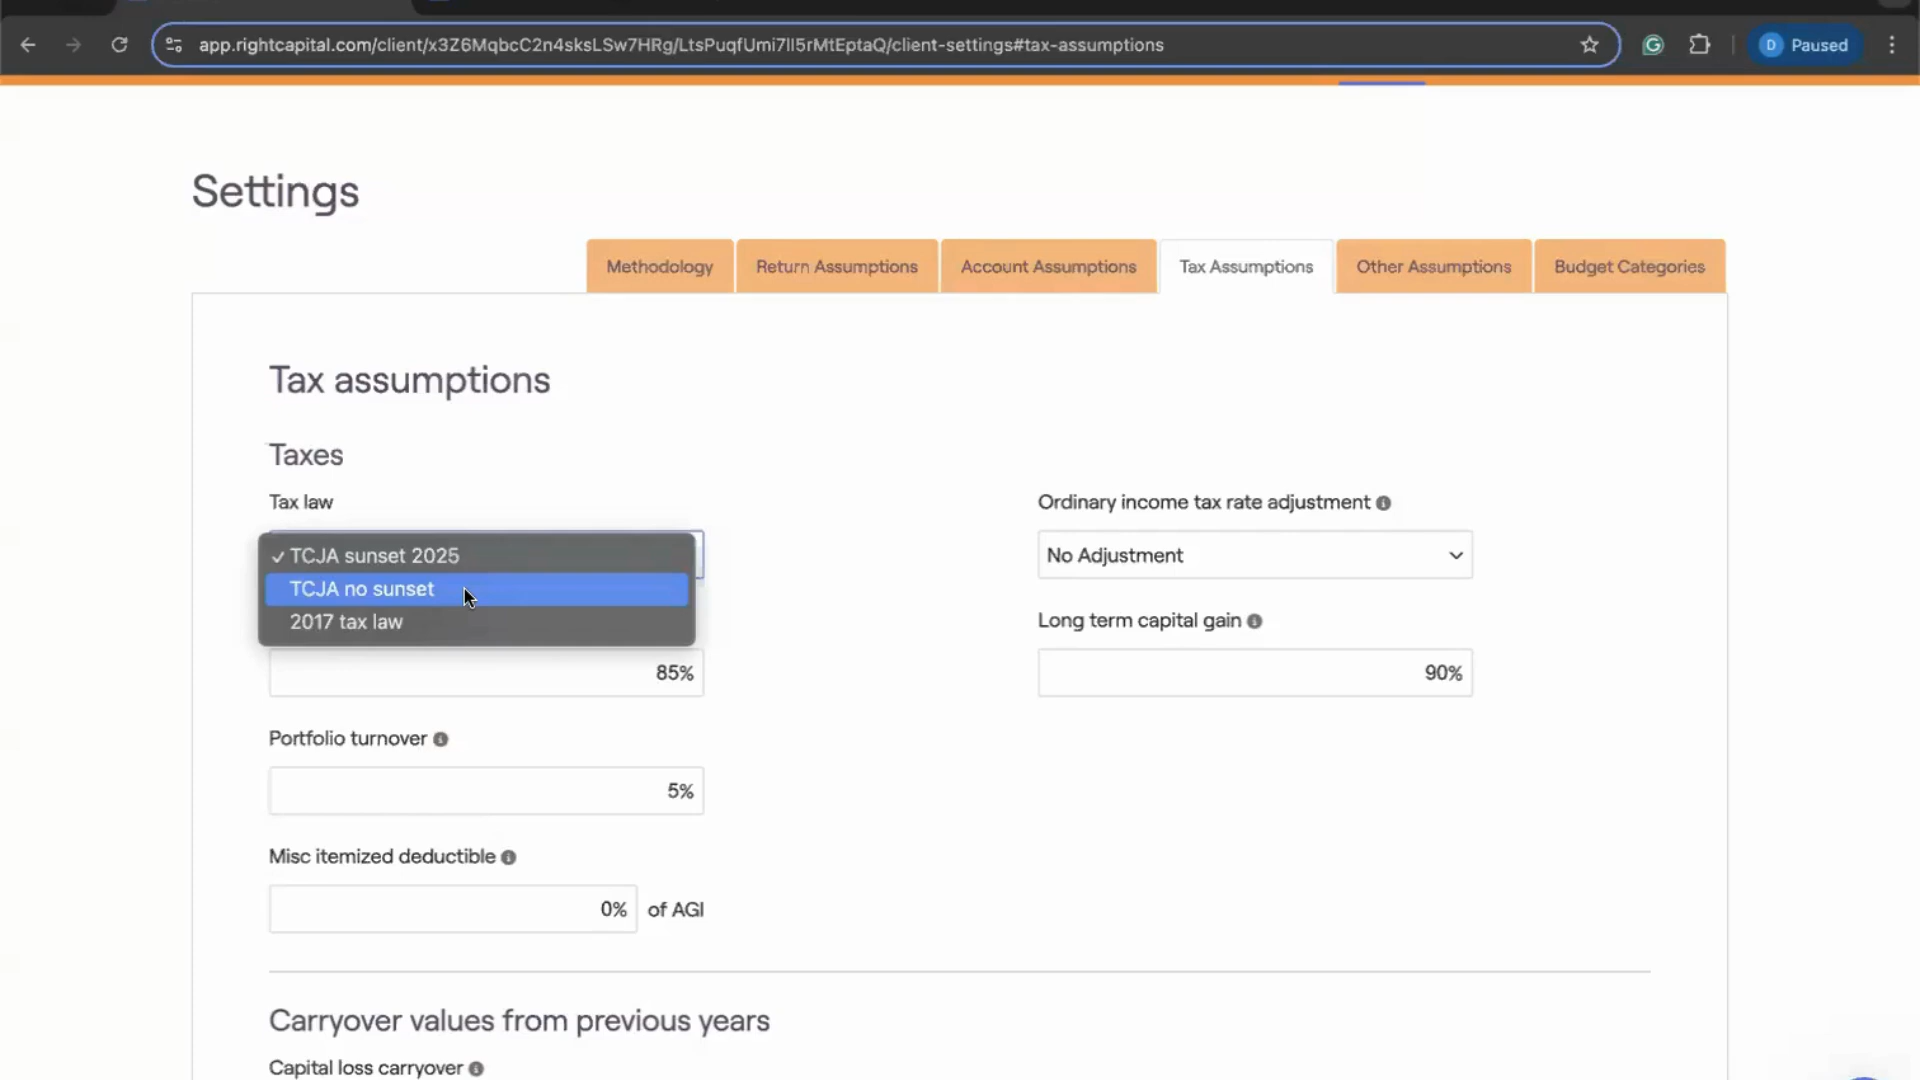 app.rightcapital.com/client/x3Z6MqbcC2n4sksLSw7HRg/LtsPuqfUmi7Il5rMtEptaQ/client-settings#tax-assumptions
D Paused
Settings
Methodology
Return Assumptions
Account Assumptions
Tax Assumptions
Other Assumptions
Budget Categories
Tax assumptions
Taxes
Tax law
Ordinary income tax rate adjustment
✓ TCJA sunset 2025
TCJA no sunset
2017 tax law
No Adjustment
Long term capital gain
85%
90%
Portfolio turnover
5%
Misc itemized deductible
0% of AGI
Carryover values from previous years
Capital loss carryover